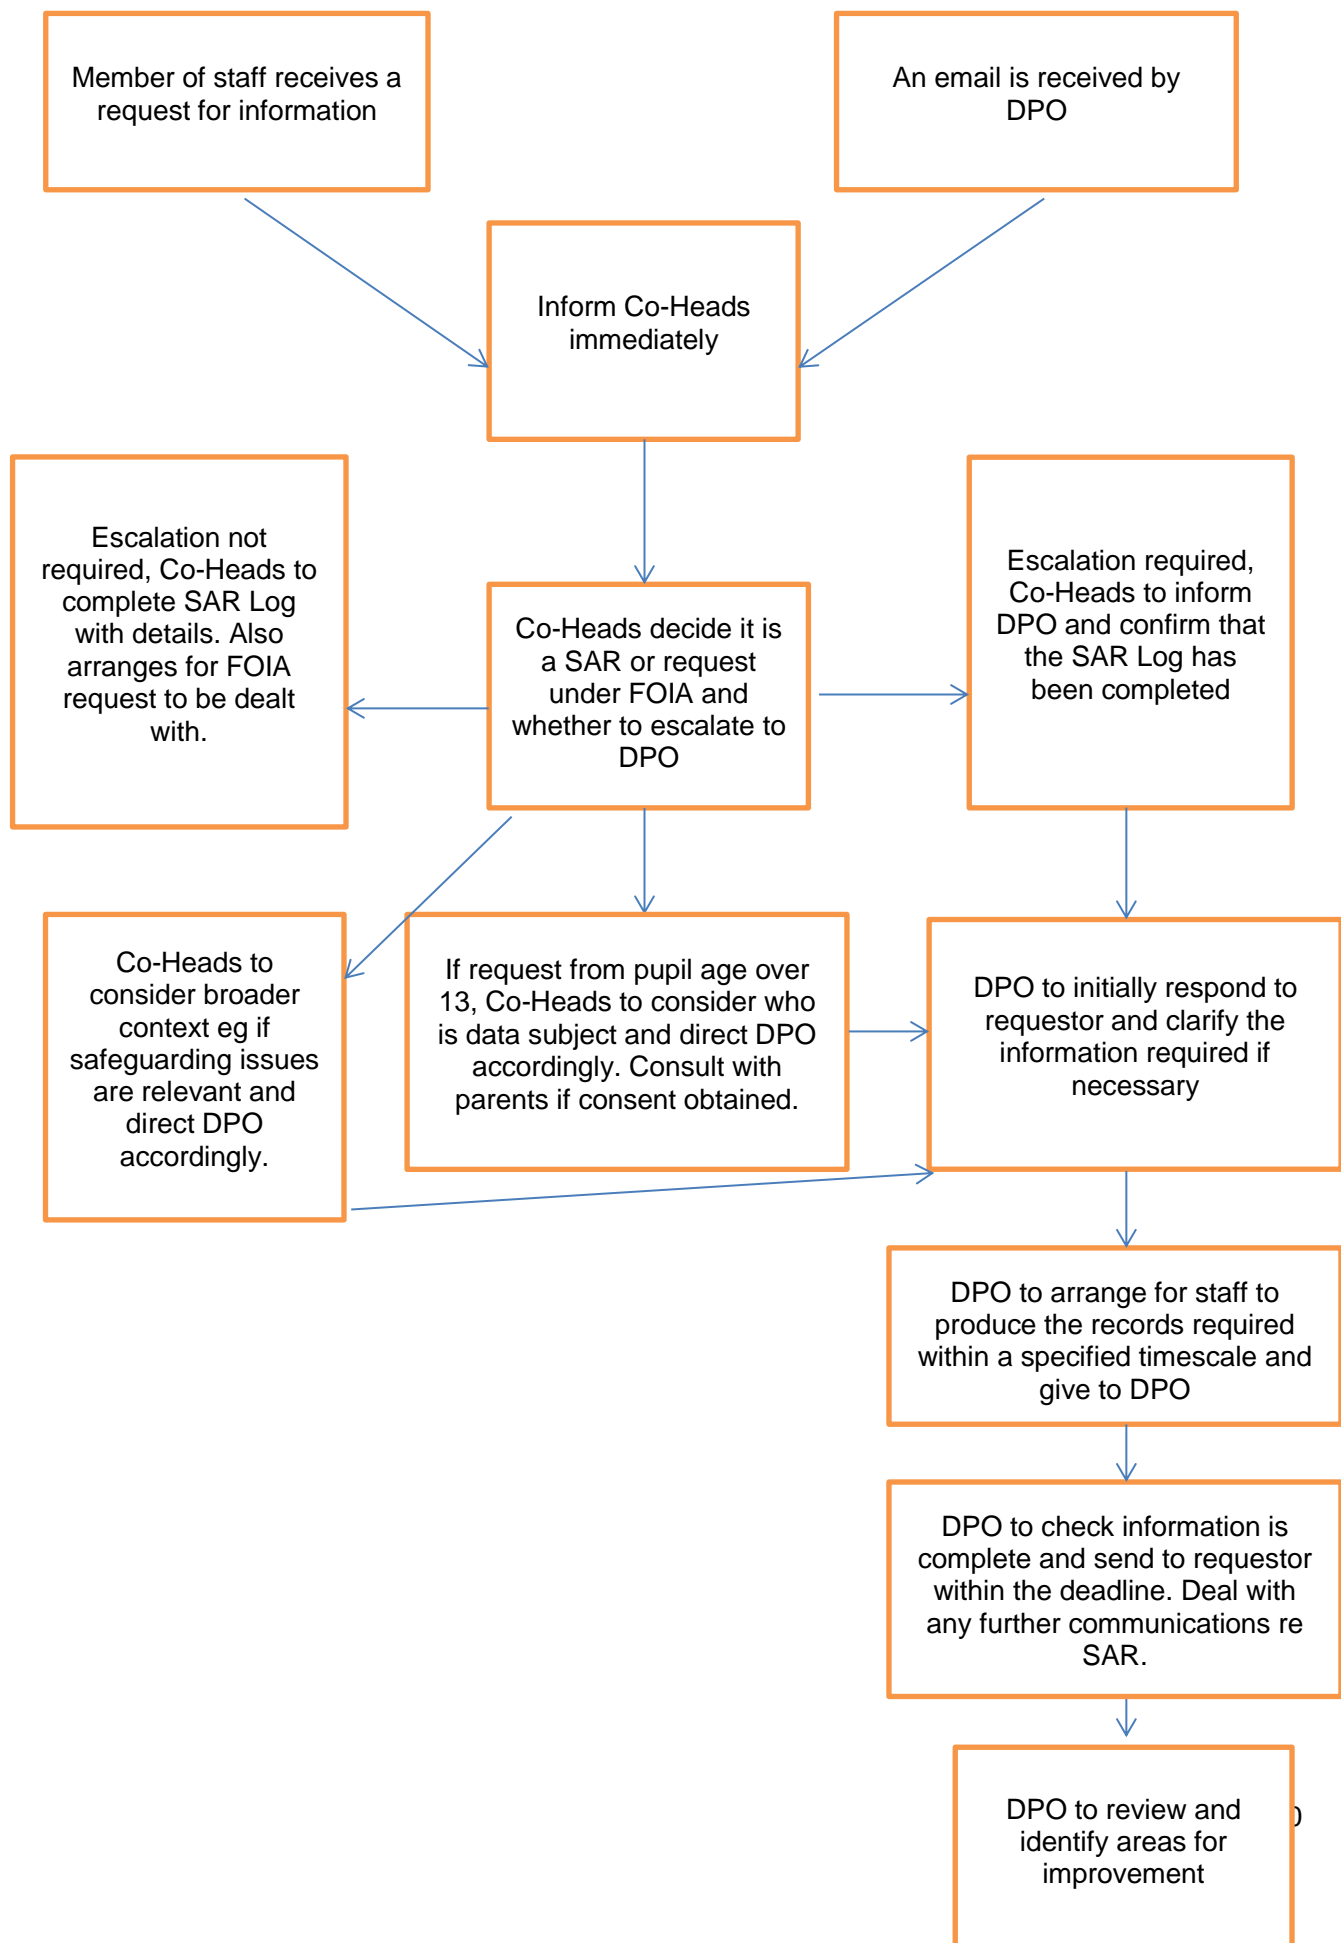 Member of staff receives a
request for information
An email is received by
DPO
Inform Co-Heads
immediately
Escalation not
required, Co-Heads to
complete SAR Log
with details. Also
arranges for FOIA
request to be dealt
with.
Co-Heads decide it is
a SAR or request
under FOIA and
whether to escalate to
DPO
Escalation required,
Co-Heads to inform
DPO and confirm that
the SAR Log has
been completed
Co-Heads to
consider broader
context eg if
safeguarding issues
are relevant and
direct DPO
accordingly.
If request from pupil age over
13, Co-Heads to consider who
is data subject and direct DPO
accordingly. Consult with
parents if consent obtained.
DPO to initially respond to
requestor and clarify the
information required if
necessary
DPO to arrange for staff to
produce the records required
within a specified timescale and
give to DPO
DPO to check information is
complete and send to requestor
within the deadline. Deal with
any further communications re
SAR.
DPO to review and
identify areas for
improvement